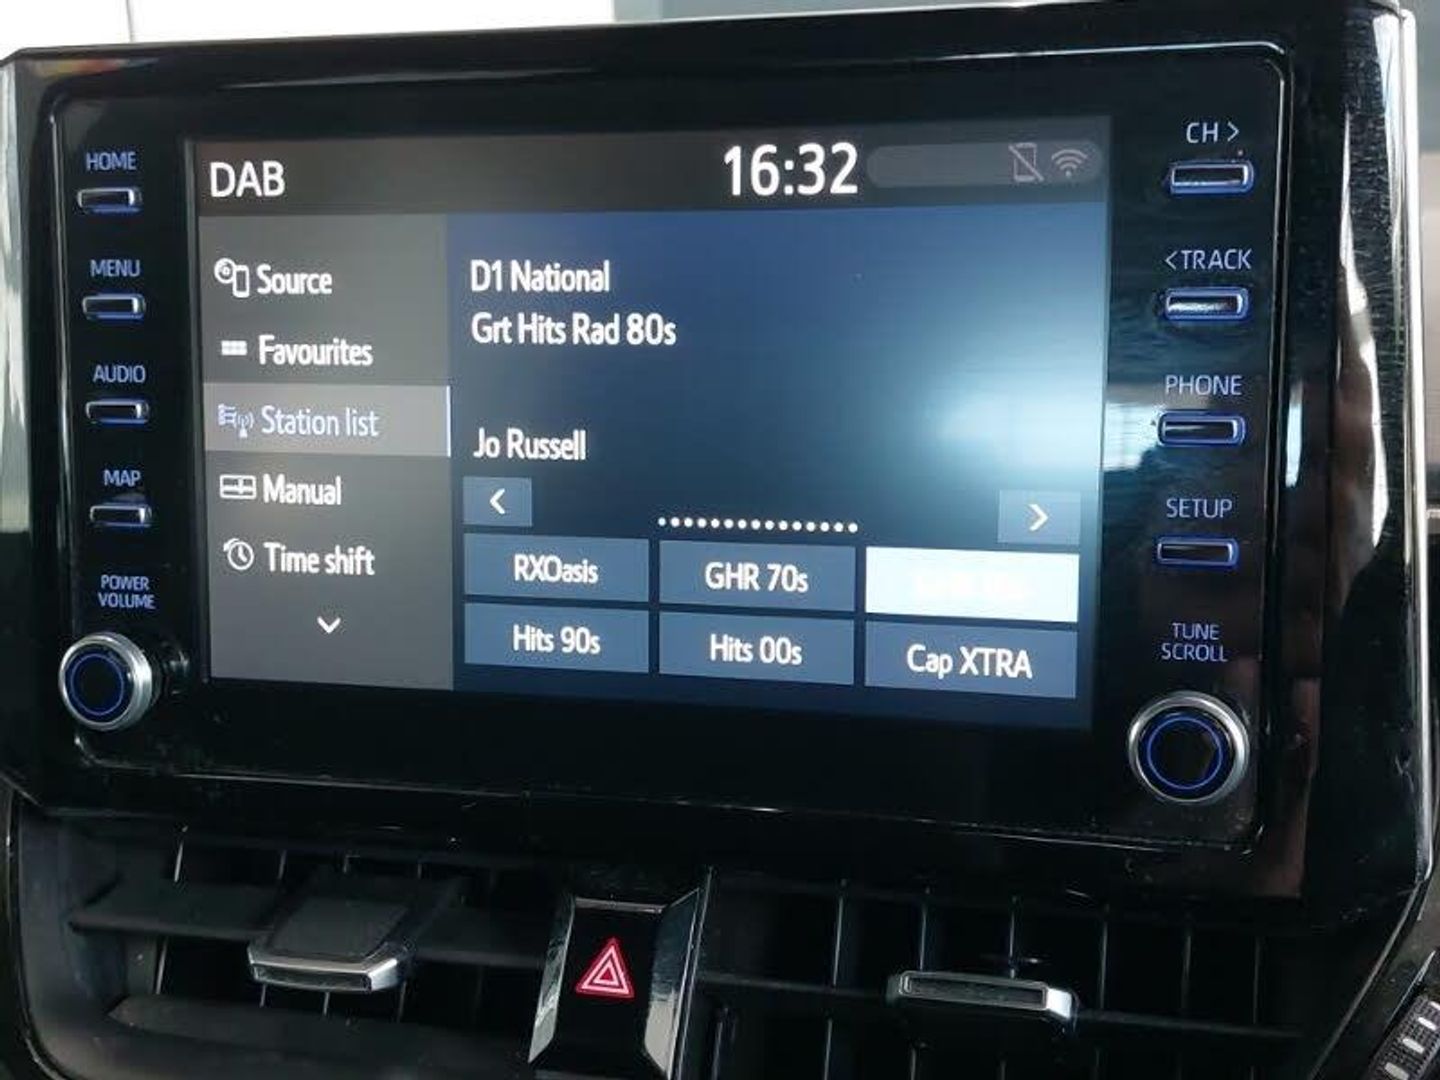 HOME
MENU
AUDIO
MAP
POWER
VOLUME
DAB
16:32
Source
Favourites
Station list
Manual
Time shift
D1 National
Grt Hits Rad 80s
Jo Russell
<
>
RXOasis
GHR 70s
Hits 90s
Hits 00s
Cap XTRA
CH >
<TRACK
PHONE
SETUP
TUNE
SCROLL